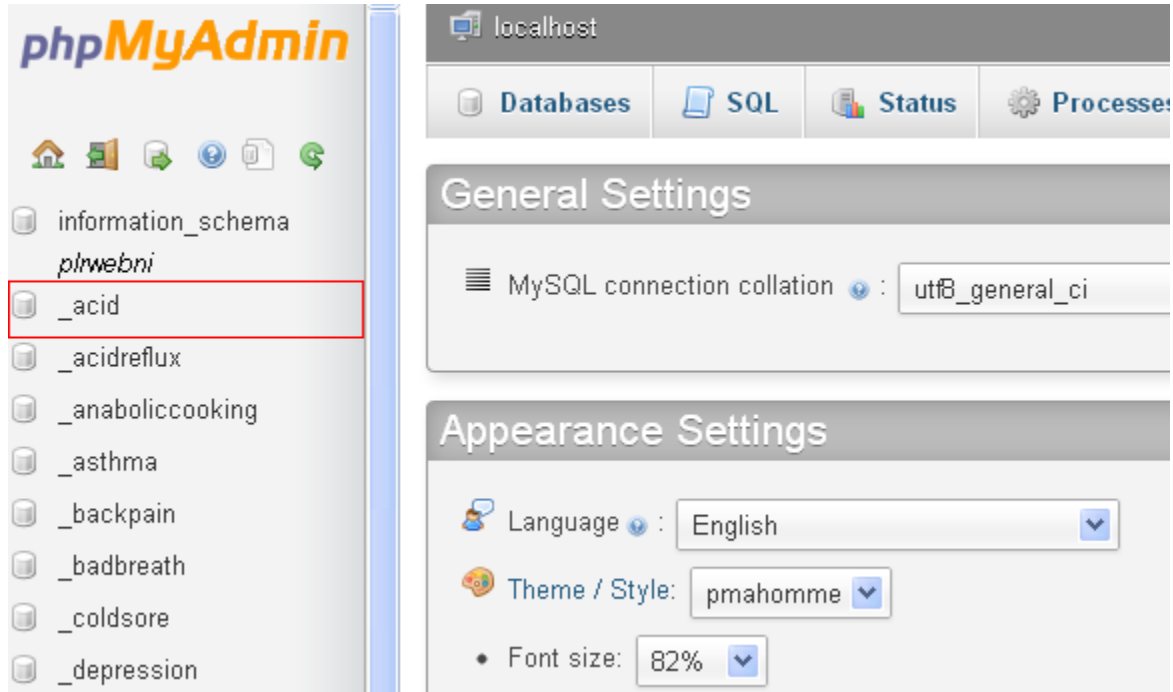 phpMyAdmin
information_schema
plrwebni
_acid
_acidreflux
_anaboliccooking
_asthma
_backpain
_badbreath
_coldsore
_depression
localhost
Databases SQL Status Processes
General Settings
MySQL connection collation : utf8_general_ci
Appearance Settings
Language : English
Theme / Style: pmahomme
• Font size: 82%